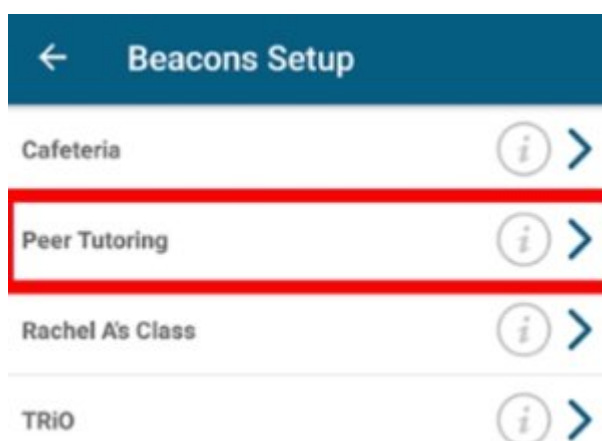 ← Beacons Setup
Cafeteria i
Peer Tutoring i
Rachel A's Class i
TRiO i